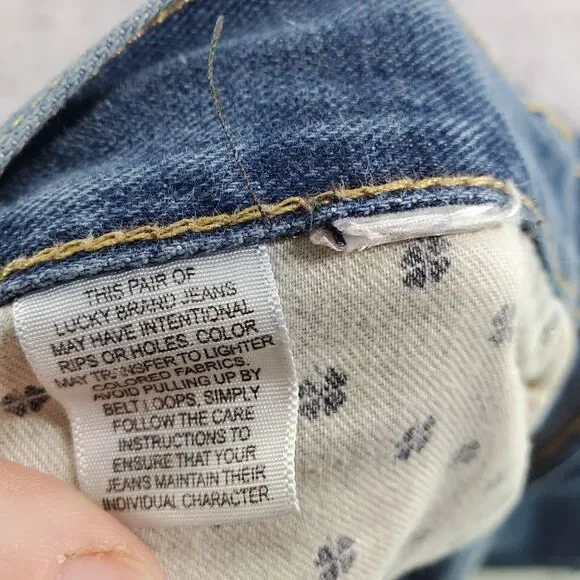 THIS PAIR OF
LUCKY BRAND JEANS
MAY HAVE INTENTIONAL
RIPS OR HOLES. COLOR
MAY TRANSFER TO LIGHTER
COLORED FABRICS.
AVOID PULLING UP BY
BELT LOOPS, SIMPLY
FOLLOW THE CARE
INSTRUCTIONS TO
ENSURE THAT YOUR
JEANS MAINTAIN THEIR
INDIVIDUAL CHARACTER